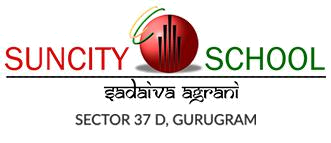 SUNCITY SCHOOL
sadaiva agrani
SECTOR 37 D, GURUGRAM